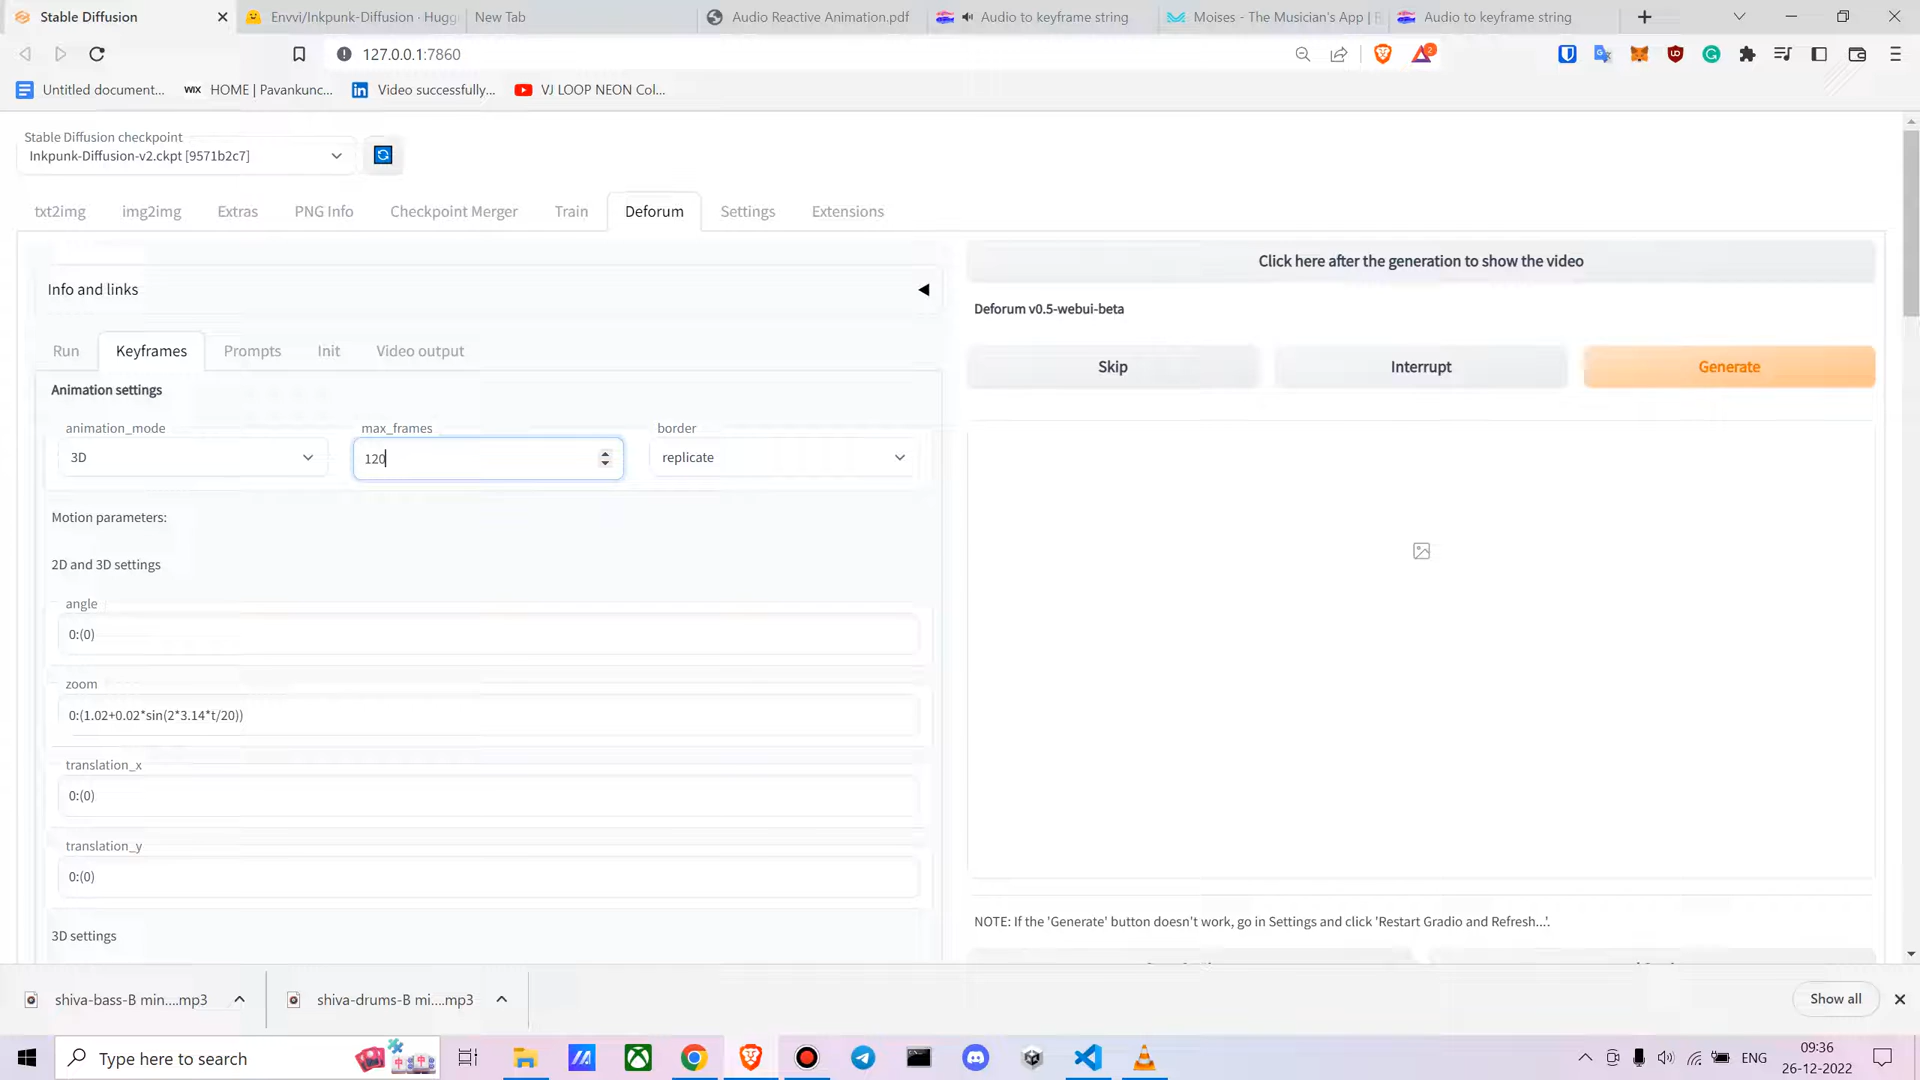 Stable Diffusion
Envvi/Inkpunk-Diffusion · Hugg
New Tab
Audio Reactive Animation.pdf
Audio to keyframe string
Moises - The Musician's App |
Audio to keyframe string
127.0.0.1:7860
2
Untitled document...
WIX HOME | Pavankunc...
Video successfully...
VJ LOOP NEON Col...
Stable Diffusion checkpoint
Inkpunk-Diffusion-v2.ckpt [9571b2c7]
txt2img
img2img
Extras
PNG Info
Checkpoint Merger
Train
Deforum
Settings
Extensions
Info and links
Run
Keyframes
Prompts
Init
Video output
Animation settings
animation_mode
3D
max_frames
120
border
replicate
Motion parameters:
2D and 3D settings
angle
0:(0)
zoom
0:(1.02+0.02*sin(2*3.14*t/20))
translation_x
0:(0)
translation_y
0:(0)
3D settings
Click here after the generation to show the video
Deforum v0.5-webui-beta
Skip
Interrupt
Generate
NOTE: If the 'Generate' button doesn't work, go in Settings and click 'Restart Gradio and Refresh...'.
shiva-bass-B min....mp3
shiva-drums-B mi....mp3
Show all
Type here to search
ENG
09:36
26-12-2022